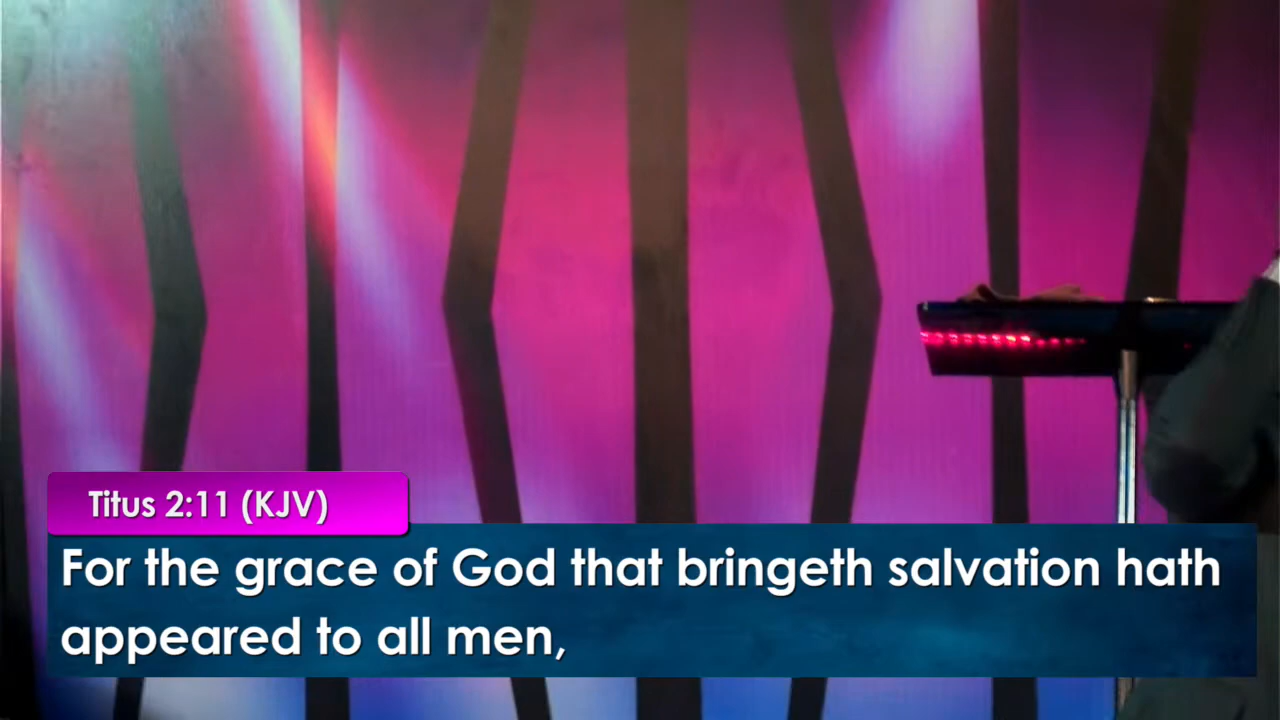 Titus 2:11 (KJV)
For the grace of God that bringeth salvation hath
appeared to all men,